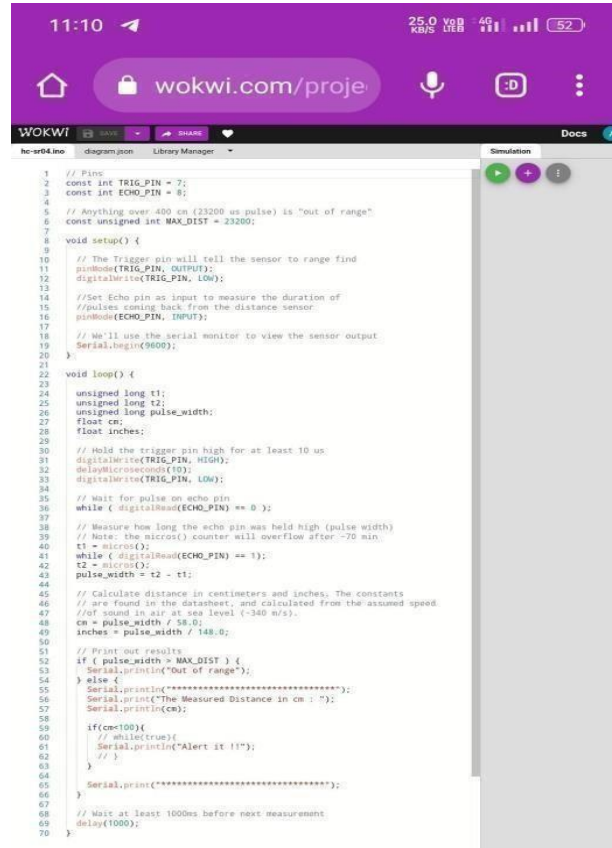 11:10
25.0 KB/S Vo LTE 4G 52
wokwi.com/proje
:D
WOKWI SAVE SHARE Docs
hc-sr04.ino diagram.json Library Manager Simulation
1 // Pins
2 const int TRIG_PIN = 7;
3 const int ECHO_PIN = 8;
4
5 // Anything over 400 cm (23200 us pulse) is "out of range"
6 const unsigned int MAX_DIST = 23200;
7
8 void setup() {
9
10 // The Trigger pin will tell the sensor to range find
11 pinMode(TRIG_PIN, OUTPUT);
12 digitalWrite(TRIG_PIN, LOW);
13
14 //Set Echo pin as input to measure the duration of
15 //pulses coming back from the distance sensor
16 pinMode(ECHO_PIN, INPUT);
17
18 // We'll use the serial monitor to view the sensor output
19 Serial.begin(9600);
20 }
21
22 void loop() {
23
24 unsigned long t1;
25 unsigned long t2;
26 unsigned long pulse_width;
27 float cm;
28 float inches;
29
30 // Hold the trigger pin high for at least 10 us
31 digitalWrite(TRIG_PIN, HIGH);
32 delayMicroseconds(10);
33 digitalWrite(TRIG_PIN, LOW);
34
35 // Wait for pulse on echo pin
36 while ( digitalRead(ECHO_PIN) == 0 );
37
38 // Measure how long the echo pin was held high (pulse width)
39 // Note: the micros() counter will overflow after ~70 min
40 t1 = micros();
41 while ( digitalRead(ECHO_PIN) == 1);
42 t2 = micros();
43 pulse_width = t2 - t1;
44
45 // Calculate distance in centimeters and inches. The constants
46 // are found in the datasheet, and calculated from the assumed speed
47 //of sound in air at sea level (~340 m/s).
48 cm = pulse_width / 58.0;
49 inches = pulse_width / 148.0;
50
51 // Print out results
52 if ( pulse_width > MAX_DIST ) {
53 Serial.println("Out of range");
54 } else {
55 Serial.println("********************************");
56 Serial.print("The Measured Distance in cm : ");
57 Serial.println(cm);
58
59 if(cm<100){
60 // while(true){
61 Serial.println("Alert it !!");
62 // }
63 }
64
65 Serial.print("********************************");
66 }
67
68 // Wait at least 1000ms before next measurement
69 delay(1000);
70 }